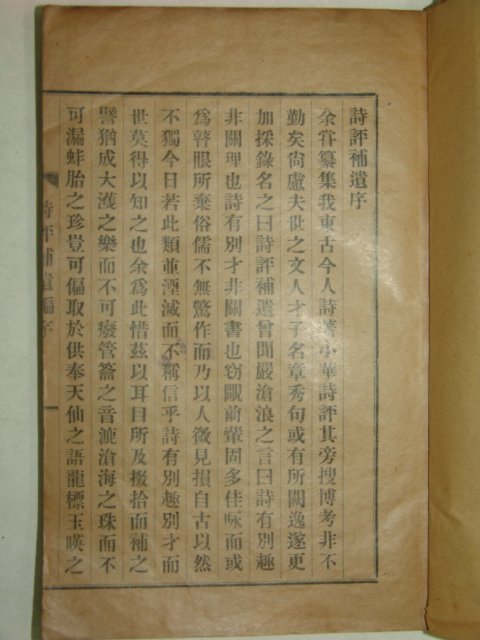 詩評補遺序
余嘗纂集我東古今人詩著小華詩評其旁搜博考非不
勤矣尙慮夫世之文人才子名章秀句或有所闕逸遂更
加採錄名之曰詩評補遺曾聞嚴滄浪之言曰詩有別趣
非關理也詩有別才非關書也窃覸前輩固多佳咏而或
爲瞽眼所棄俗儒不無驚作而乃以人微見損自古以然
不獨今日若此類並湮滅而不稱信乎詩有別趣別才而
世莫得以知之也余爲此惜玆以耳目所及掇拾而補之
譬猶成大濩之樂而不可癈管籥之音漉滄海之珠而不
可漏蚌胎之珍豈可偏取於供奉天仙之語龍標玉暎之
詩評補遺編序